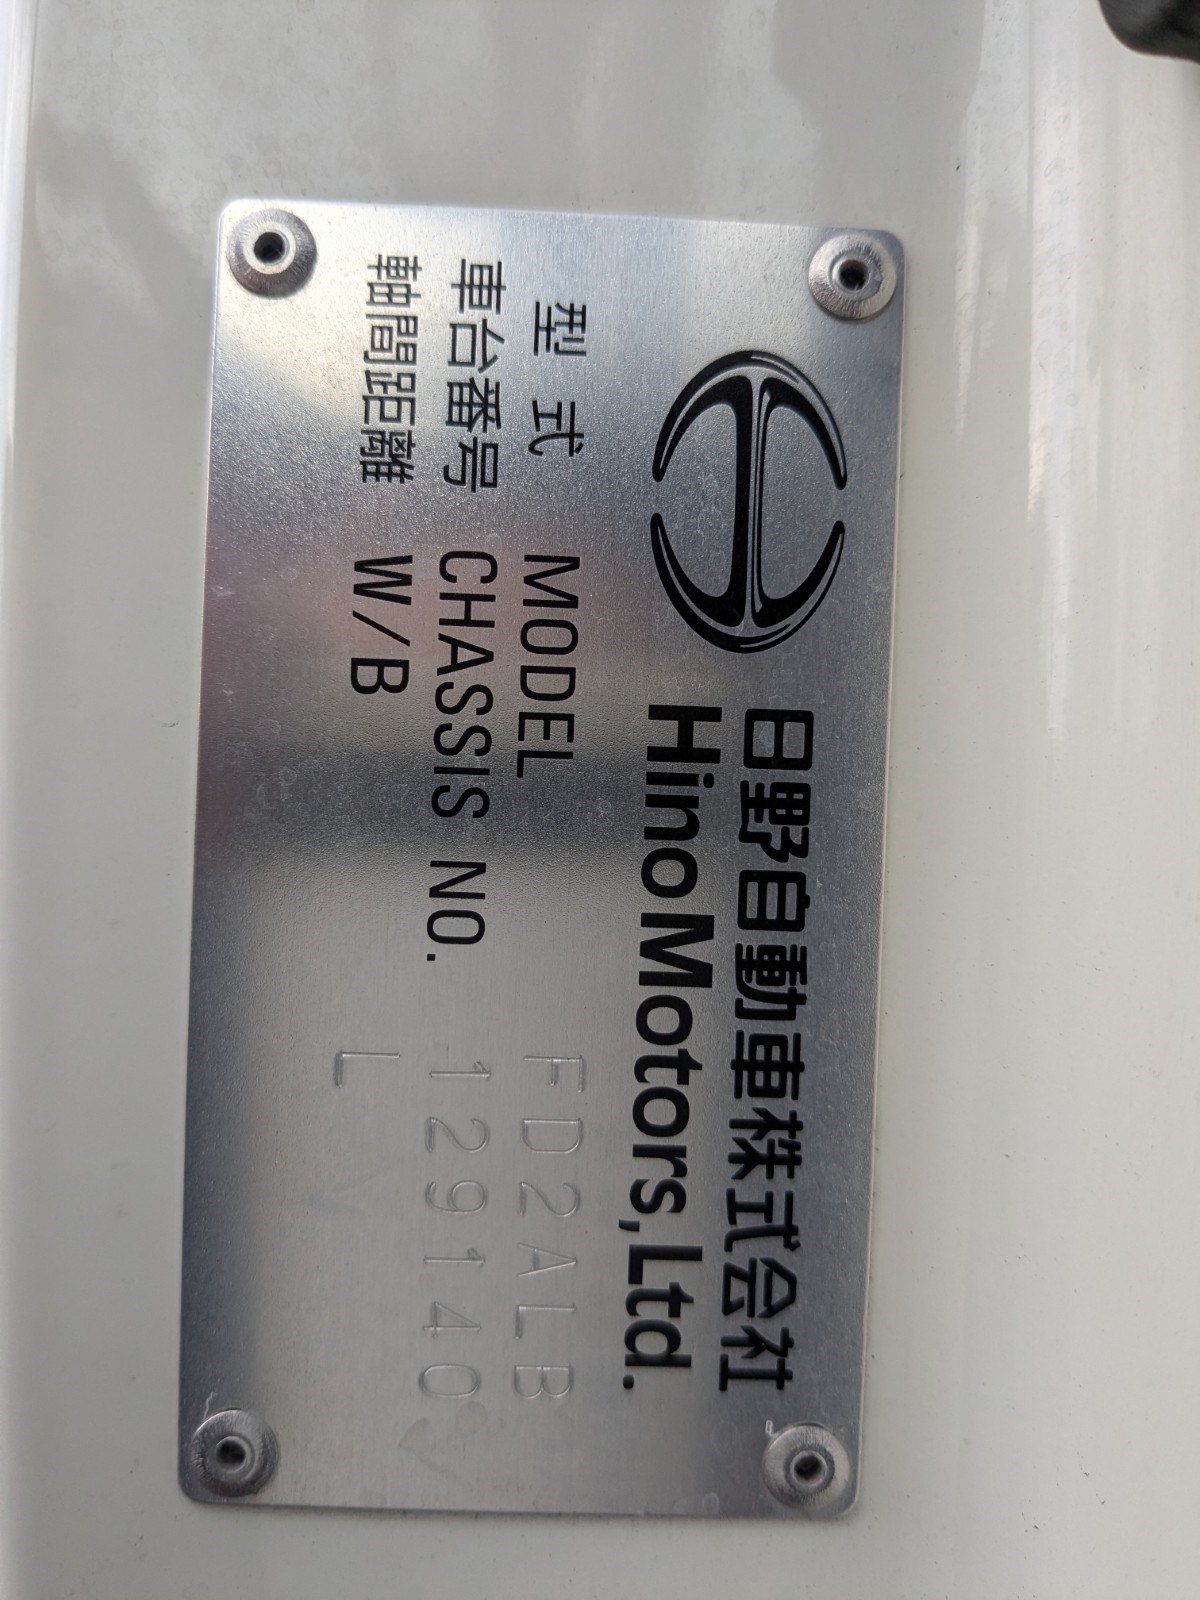 日野自動車株式会社
Hino Motors, Ltd.
型式 MODEL FD2ALB
車台番号 CHASSIS NO. 129140
軸間距離 W/B L